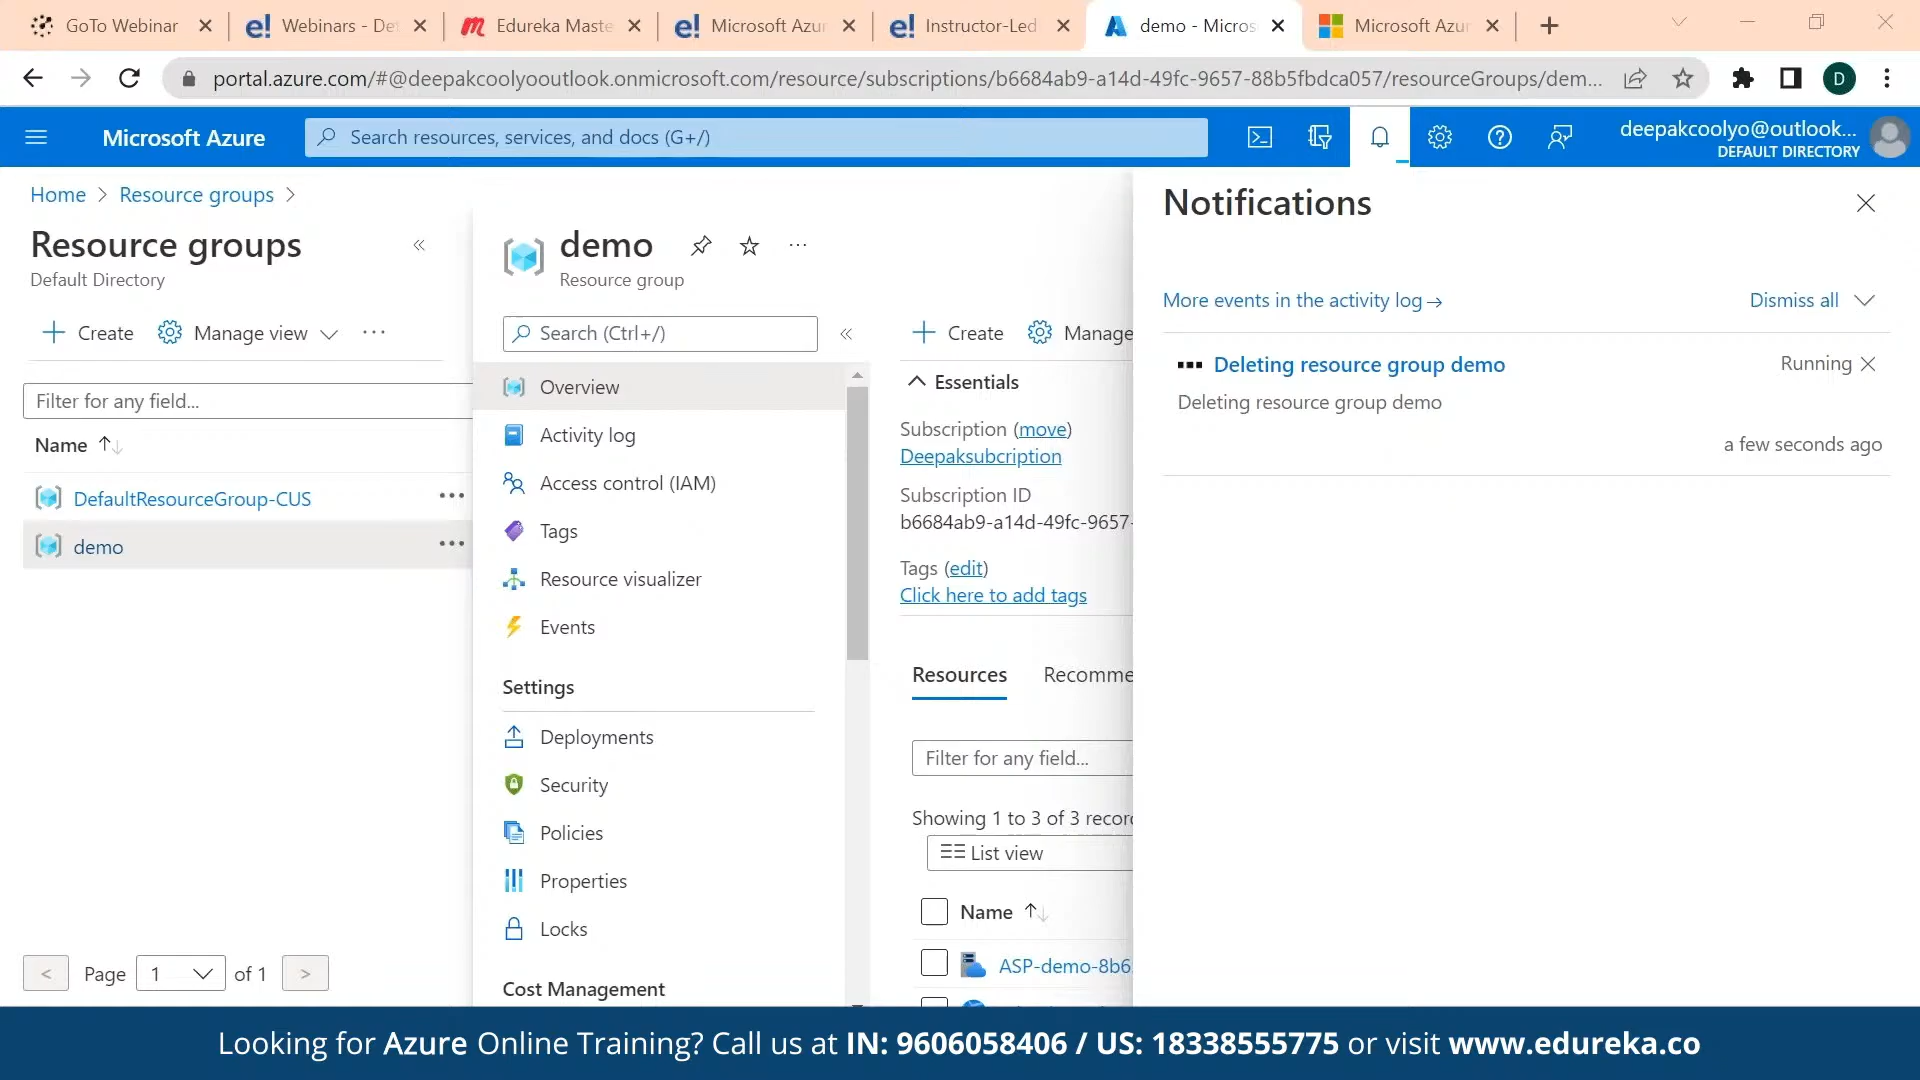 GoTo Webinar
Webinars - De
Edureka Maste
Microsoft Azur
Instructor-Led
demo - Micros
Microsoft Azur
portal.azure.com/#@deepakcoolyooutlook.onmicrosoft.com/resource/subscriptions/b6684ab9-a14d-49fc-9657-88b5fbdca057/resourceGroups/dem...
D
Microsoft Azure
Search resources, services, and docs (G+/)
deepakcoolyo@outlook...
DEFAULT DIRECTORY
Home > Resource groups >
Resource groups
Default Directory
Create
Manage view
Filter for any field...
Name
DefaultResourceGroup-CUS
demo
< Page 1 of 1 >
demo
Resource group
Search (Ctrl+/)
Overview
Activity log
Access control (IAM)
Tags
Resource visualizer
Events
Settings
Deployments
Security
Policies
Properties
Locks
Cost Management
Create
Manage
Essentials
Subscription (move)
Deepaksubcription
Subscription ID
b6684ab9-a14d-49fc-9657-
Tags (edit)
Click here to add tags
Resources
Recomme
Filter for any field...
Showing 1 to 3 of 3 recor
List view
Name
ASP-demo-8b6
Notifications
More events in the activity log→
Dismiss all
Deleting resource group demo
Running
Deleting resource group demo
a few seconds ago
Looking for Azure Online Training? Call us at IN: 9606058406 / US: 18338555775 or visit www.edureka.co